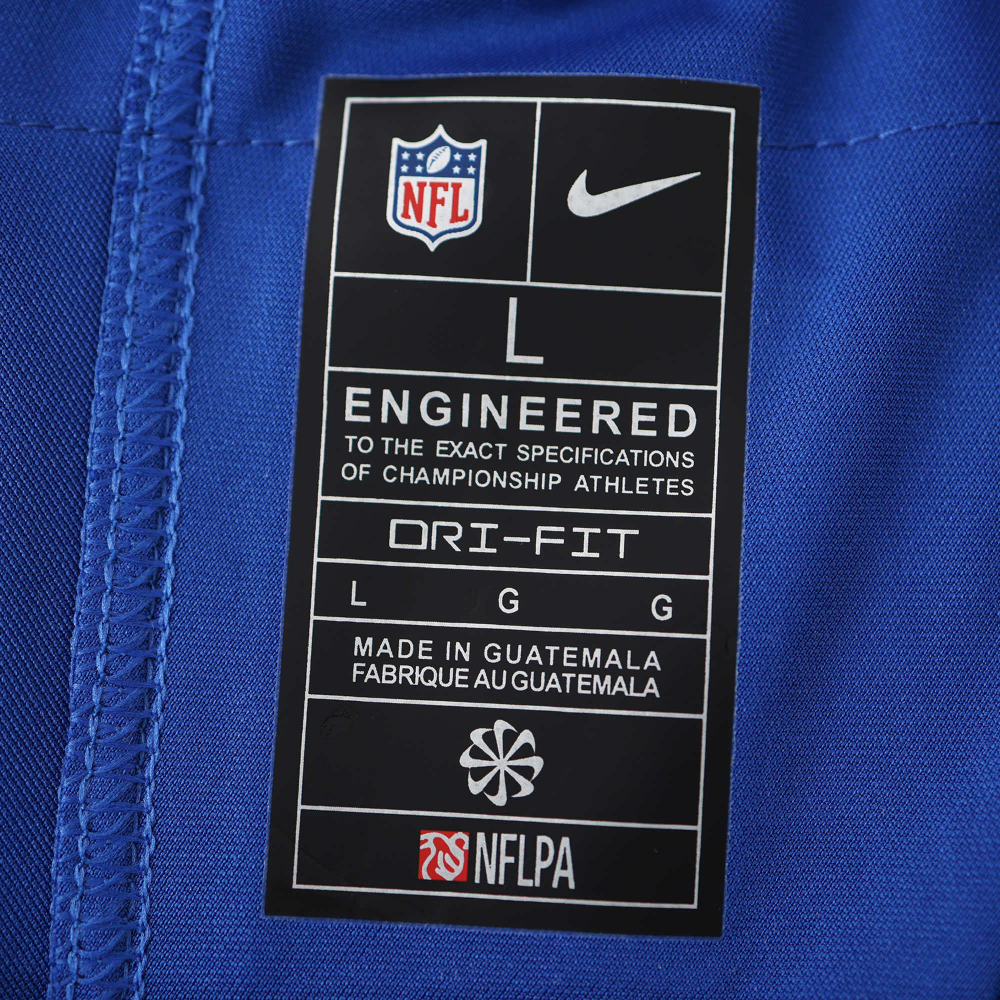 NFL
L
ENGINEERED
TO THE EXACT SPECIFICATIONS
OF CHAMPIONSHIP ATHLETES
DRI-FIT
L G G
MADE IN GUATEMALA
FABRIQUE AU GUATEMALA
NFLPA